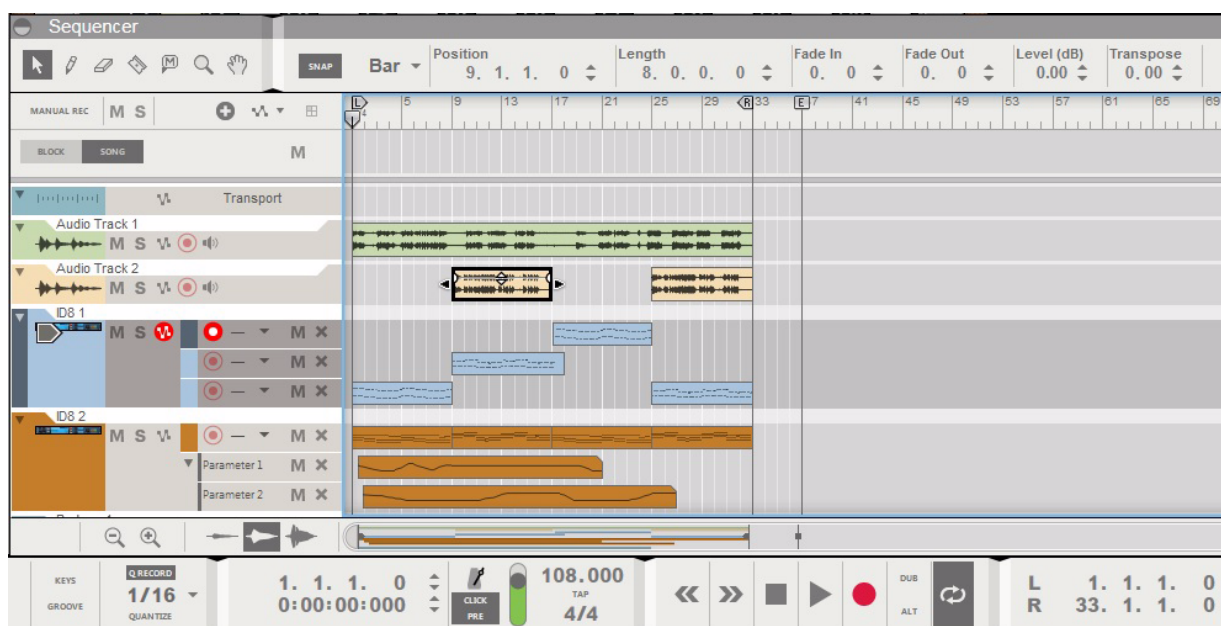 Sequencer
SNAP Bar Position Length Fade In Fade Out Level (dB) Transpose
9. 1. 1. 0 8. 0. 0. 0 0. 0 0. 0 0.00 0.00
MANUAL REC M S L 5 9 13 17 21 25 29 R 33 E 7 41 45 49 53 57 61 65 69
4
BLOCK SONG M
Transport
Audio Track 1
M S
Audio Track 2
M S
ID8 1
M S M
M
M
ID8 2
M S M
Parameter 1 M
Parameter 2 M
KEYS Q RECORD 1. 1. 1. 0 108.000 DUB L 1. 1. 1. 0
1/16 TAP
GROOVE QUANTIZE 0:00:00:000 CLICK PRE 4/4 ALT R 33. 1. 1. 0